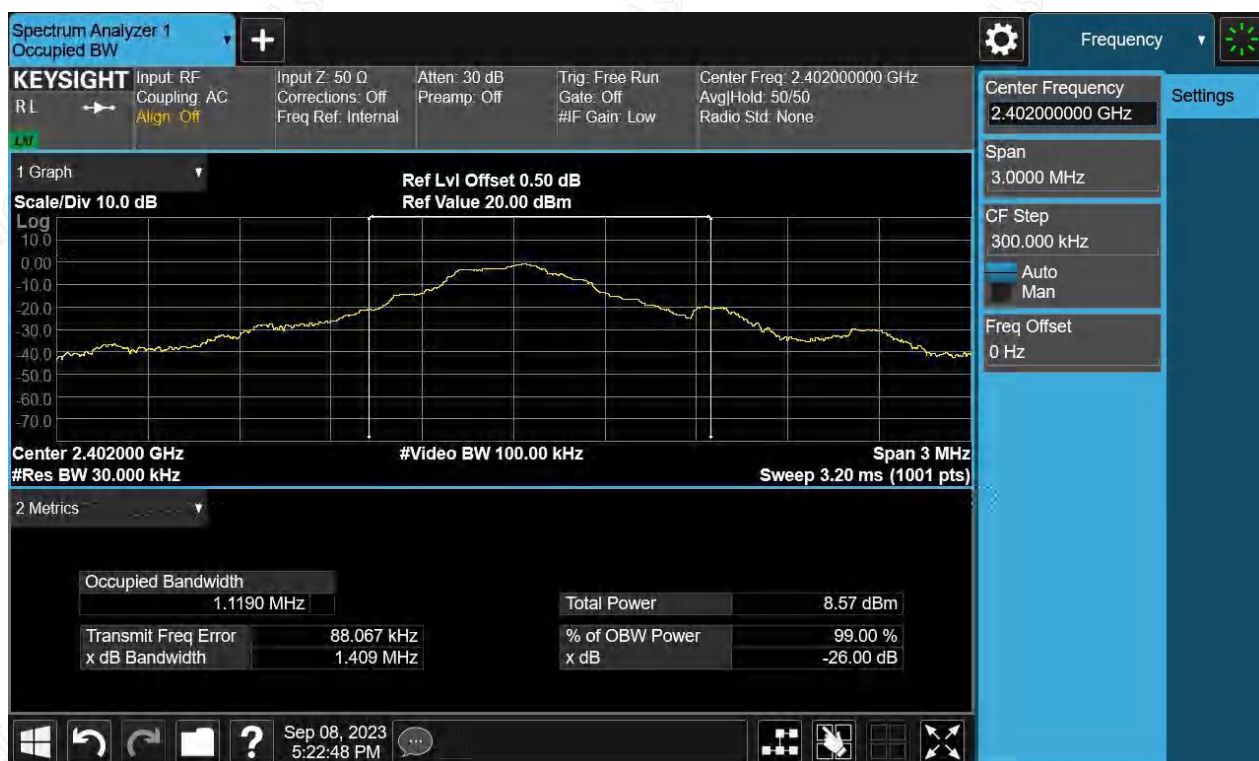 Spectrum Analyzer 1
Occupied BW
+
Frequency
KEYSIGHT
RL
Input: RF
Coupling: AC
Align: Off
Input Z: 50 Ω
Corrections: Off
Freq Ref: Internal
Atten: 30 dB
Preamp: Off
Trig: Free Run
Gate: Off
#IF Gain: Low
Center Freq: 2.402000000 GHz
Avg|Hold: 50/50
Radio Std: None
Center Frequency
2.402000000 GHz
Settings
Span
3.0000 MHz
CF Step
300.000 kHz
Auto
Man
Freq Offset
0 Hz
1 Graph
Scale/Div 10.0 dB
Ref Lvl Offset 0.50 dB
Ref Value 20.00 dBm
Log
10.0
0.00
-10.0
-20.0
-30.0
-40.0
-50.0
-60.0
-70.0
Center 2.402000 GHz
#Video BW 100.00 kHz
Span 3 MHz
#Res BW 30.000 kHz
Sweep 3.20 ms (1001 pts)
2 Metrics
Occupied Bandwidth
1.1190 MHz
Total Power 8.57 dBm
Transmit Freq Error 88.067 kHz
% of OBW Power 99.00 %
x dB Bandwidth 1.409 MHz
x dB -26.00 dB
?
Sep 08, 2023
5:22:48 PM